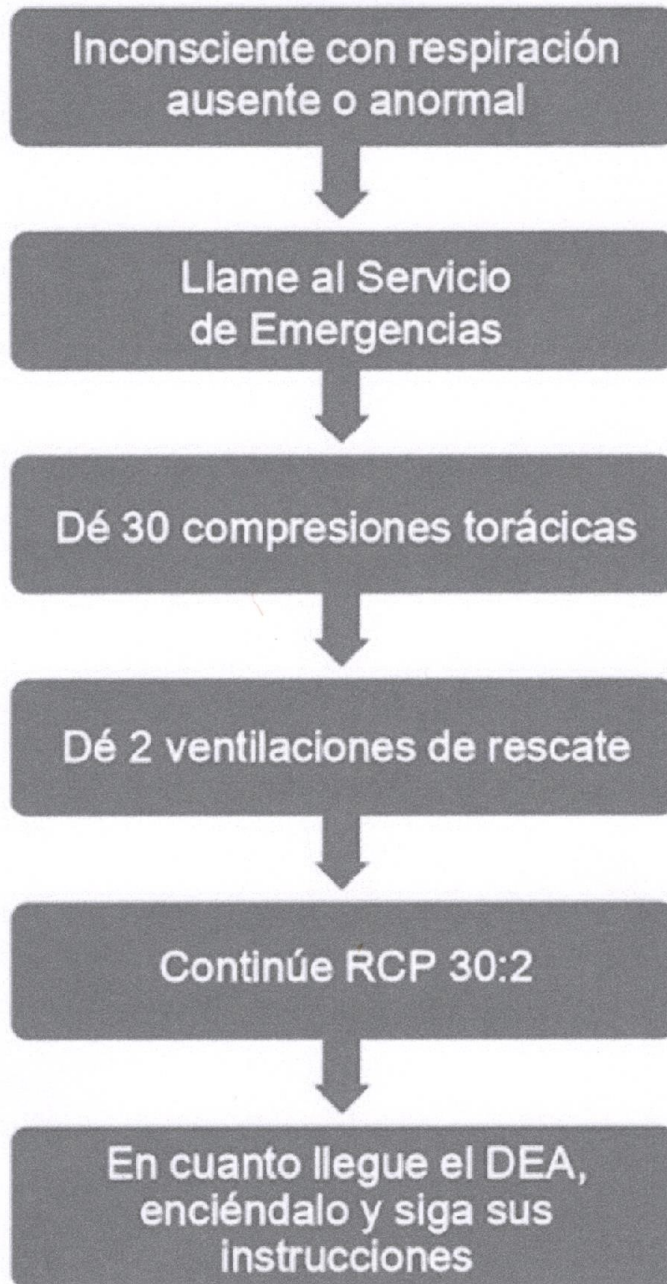 Inconsciente con respiración
ausente o anormal
Llame al Servicio
de Emergencias
Dé 30 compresiones torácicas
Dé 2 ventilaciones de rescate
Continúe RCP 30:2
En cuanto llegue el DEA,
enciéndalo y siga sus
instrucciones